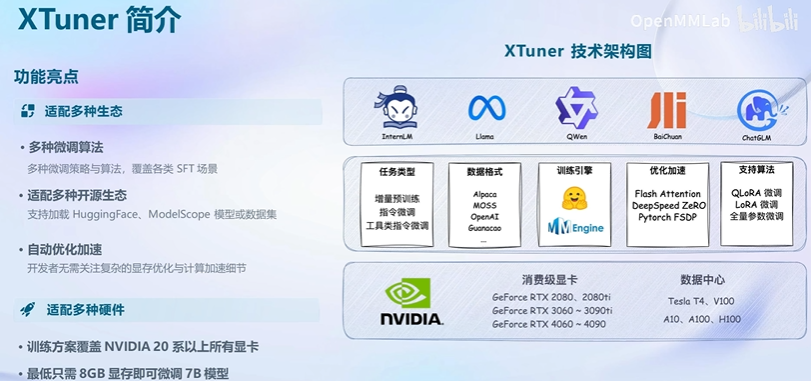 XTuner 简介
OpenMMLab bilibili
功能亮点
适配多种生态
• 多种微调算法
多种微调策略与算法，覆盖各类 SFT 场景
• 适配多种开源生态
支持加载 HuggingFace、ModelScope 模型或数据集
• 自动优化加速
开发者无需关注复杂的显存优化与计算加速细节
适配多种硬件
• 训练方案覆盖 NVIDIA 20 系以上所有显卡
• 最低只需 8GB 显存即可微调 7B 模型
XTuner 技术架构图
InternLM
Llama
QWen
BaiChuan
ChatGLM
任务类型
增量预训练
指令微调
工具类指令微调
数据格式
Alpaca
MOSS
OpenAI
Guanacao
...
训练引擎
MMEngine
优化加速
Flash Attention
DeepSpeed ZeRO
Pytorch FSDP
支持算法
QLoRA 微调
LoRA 微调
全量参数微调
NVIDIA.
消费级显卡
GeForce RTX 2080、2080ti
GeForce RTX 3060 ~ 3090ti
GeForce RTX 4060 ~ 4090
数据中心
Tesla T4、V100
A10、A100、H100